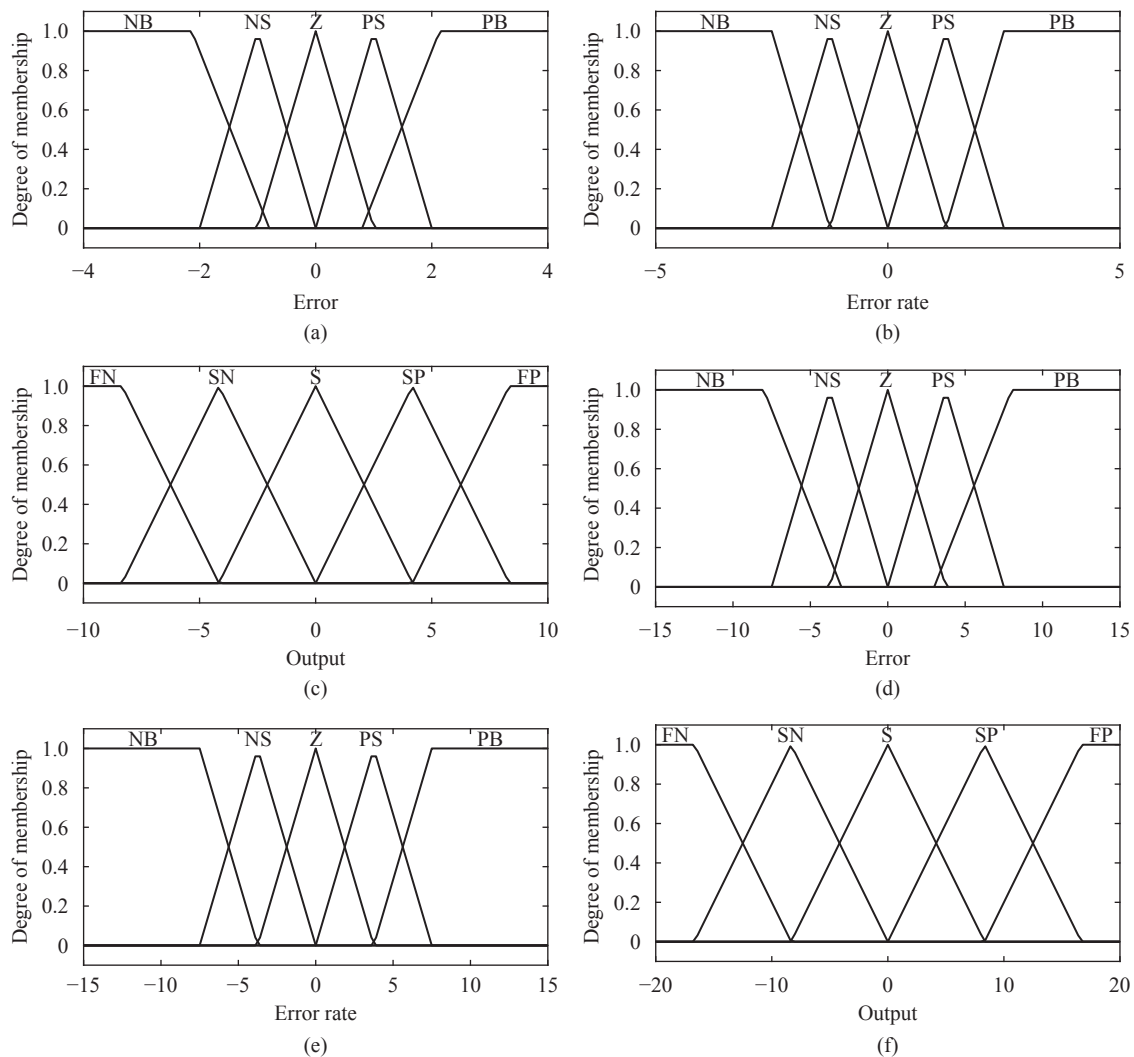 NB NS Z PS PB
1.0
0.8
0.6
0.4
0.2
0
Degree of membership
−4 −2 0 2 4
Error
(a)
NB NS Z PS PB
1.0
0.8
0.6
0.4
0.2
0
Degree of membership
−5 0 5
Error rate
(b)
FN SN S SP FP
1.0
0.8
0.6
0.4
0.2
0
Degree of membership
−10 −5 0 5 10
Output
(c)
NB NS Z PS PB
1.0
0.8
0.6
0.4
0.2
0
Degree of membership
−15 −10 −5 0 5 10 15
Error
(d)
NB NS Z PS PB
1.0
0.8
0.6
0.4
0.2
0
Degree of membership
−15 −10 −5 0 5 10 15
Error rate
(e)
FN SN S SP FP
1.0
0.8
0.6
0.4
0.2
0
Degree of membership
−20 −10 0 10 20
Output
(f)